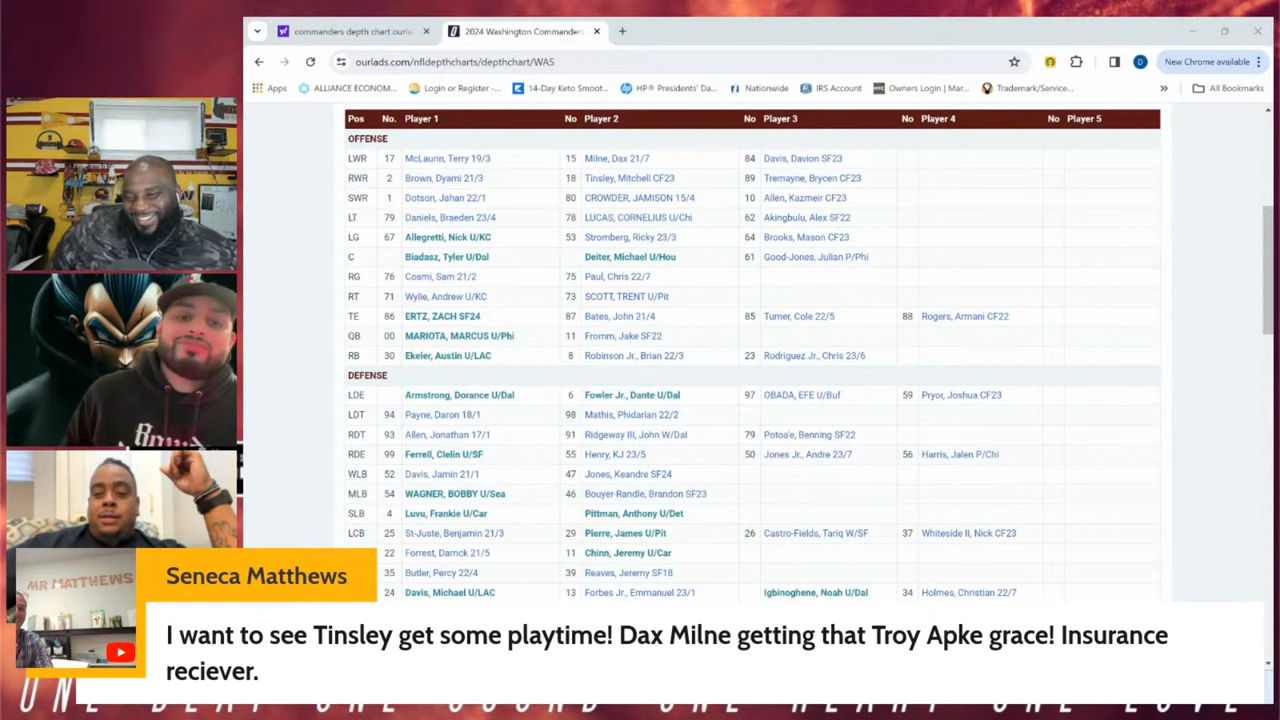 commanders depth chart ourla
2024 Washington Commander
ourlads.com/nfldepthcharts/depthchart/WAS
New Chrome available
Apps ALLIANCE ECONOM... Login or Register -... 14-Day Keto Smoot... HP® Presidents' Da... Nationwide IRS Account Owners Login | Mar... Trademark/Service... » All Bookmarks
Pos No. Player 1 No Player 2 No Player 3 No Player 4 No Player 5
OFFENSE
LWR 17 McLaurin, Terry 19/3 15 Milne, Dax 21/7 84 Davis, Davion SF23
RWR 2 Brown, Dyami 21/3 18 Tinsley, Mitchell CF23 89 Tremayne, Brycen CF23
SWR 1 Dotson, Jahan 22/1 80 CROWDER, JAMISON 15/4 10 Allen, Kazmeir CF23
LT 79 Daniels, Braeden 23/4 78 LUCAS, CORNELIUS U/Chi 62 Akingbulu, Alex SF22
LG 67 Allegretti, Nick U/KC 53 Stromberg, Ricky 23/3 64 Brooks, Mason CF23
C Biadasz, Tyler U/Dal Deiter, Michael U/Hou 61 Good-Jones, Julian P/Phi
RG 76 Cosmi, Sam 21/2 75 Paul, Chris 22/7
RT 71 Wylie, Andrew U/KC 73 SCOTT, TRENT U/Pit
TE 86 ERTZ, ZACH SF24 87 Bates, John 21/4 85 Turner, Cole 22/5 88 Rogers, Armani CF22
QB 00 MARIOTA, MARCUS U/Phi 11 Fromm, Jake SF22
RB 30 Ekeler, Austin U/LAC 8 Robinson Jr., Brian 22/3 23 Rodriguez Jr., Chris 23/6
DEFENSE
LDE Armstrong, Dorance U/Dal 6 Fowler Jr., Dante U/Dal 97 OBADA, EFE U/Buf 59 Pryor, Joshua CF23
LDT 94 Payne, Daron 18/1 98 Mathis, Phidarian 22/2
RDT 93 Allen, Jonathan 17/1 91 Ridgeway III, John W/Dal 79 Potoa'e, Benning SF22
RDE 99 Ferrell, Clelin U/SF 55 Henry, KJ 23/5 50 Jones Jr., Andre 23/7 56 Harris, Jalen P/Chi
WLB 52 Davis, Jamin 21/1 47 Jones, Keandre SF24
MLB 54 WAGNER, BOBBY U/Sea 46 Bouyer-Randle, Brandon SF23
SLB 4 Luvu, Frankie U/Car Pittman, Anthony U/Det
LCB 25 St-Juste, Benjamin 21/3 29 Pierre, James U/Pit 26 Castro-Fields, Tariq W/SF 37 Whiteside II, Nick CF23
22 Forrest, Darrick 21/5 11 Chinn, Jeremy U/Car
35 Butler, Percy 22/4 39 Reaves, Jeremy SF18
24 Davis, Michael U/LAC 13 Forbes Jr., Emmanuel 23/1 Igbinoghene, Noah U/Dal 34 Holmes, Christian 22/7
MR MATTHEWS
Seneca Matthews
I want to see Tinsley get some playtime! Dax Milne getting that Troy Apke grace! Insurance
reciever.